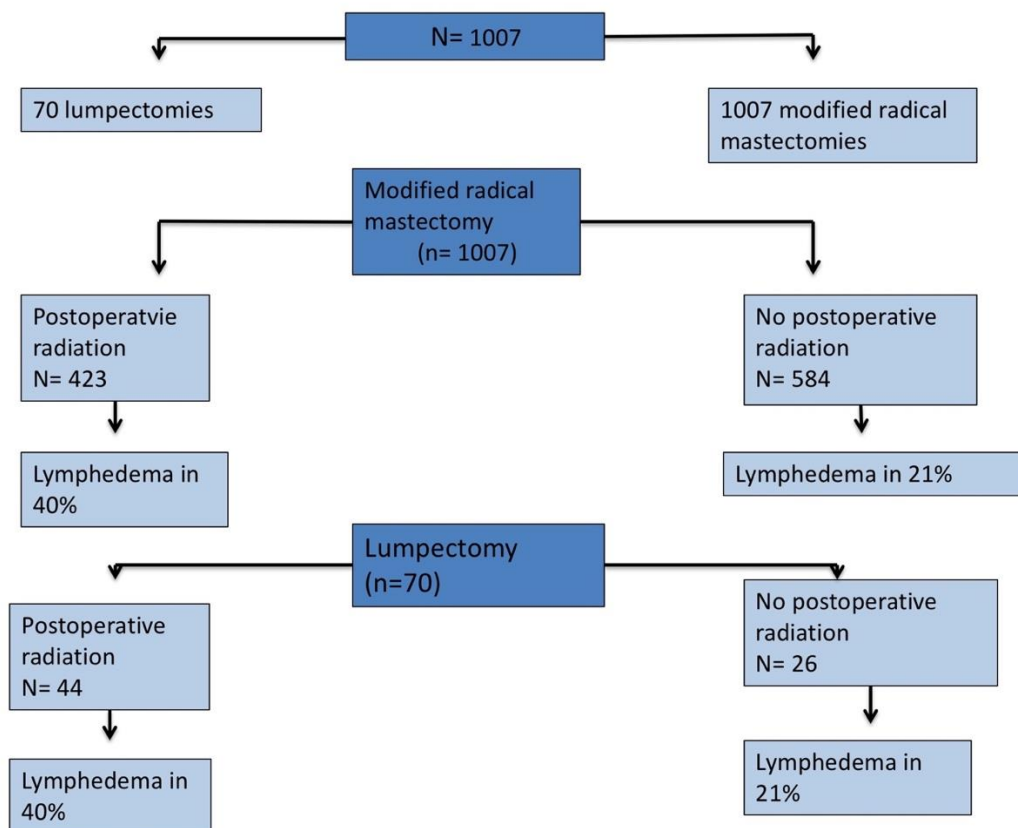 N= 1007
70 lumpectomies
1007 modified radical
mastectomies
Modified radical
mastectomy
(n= 1007)
Postoperatvie
radiation
N= 423
No postoperative
radiation
N= 584
Lymphedema in
40%
Lymphedema in 21%
Lumpectomy
(n=70)
Postoperative
radiation
N= 44
No postoperative
radiation
N= 26
Lymphedema in
40%
Lymphedema in
21%